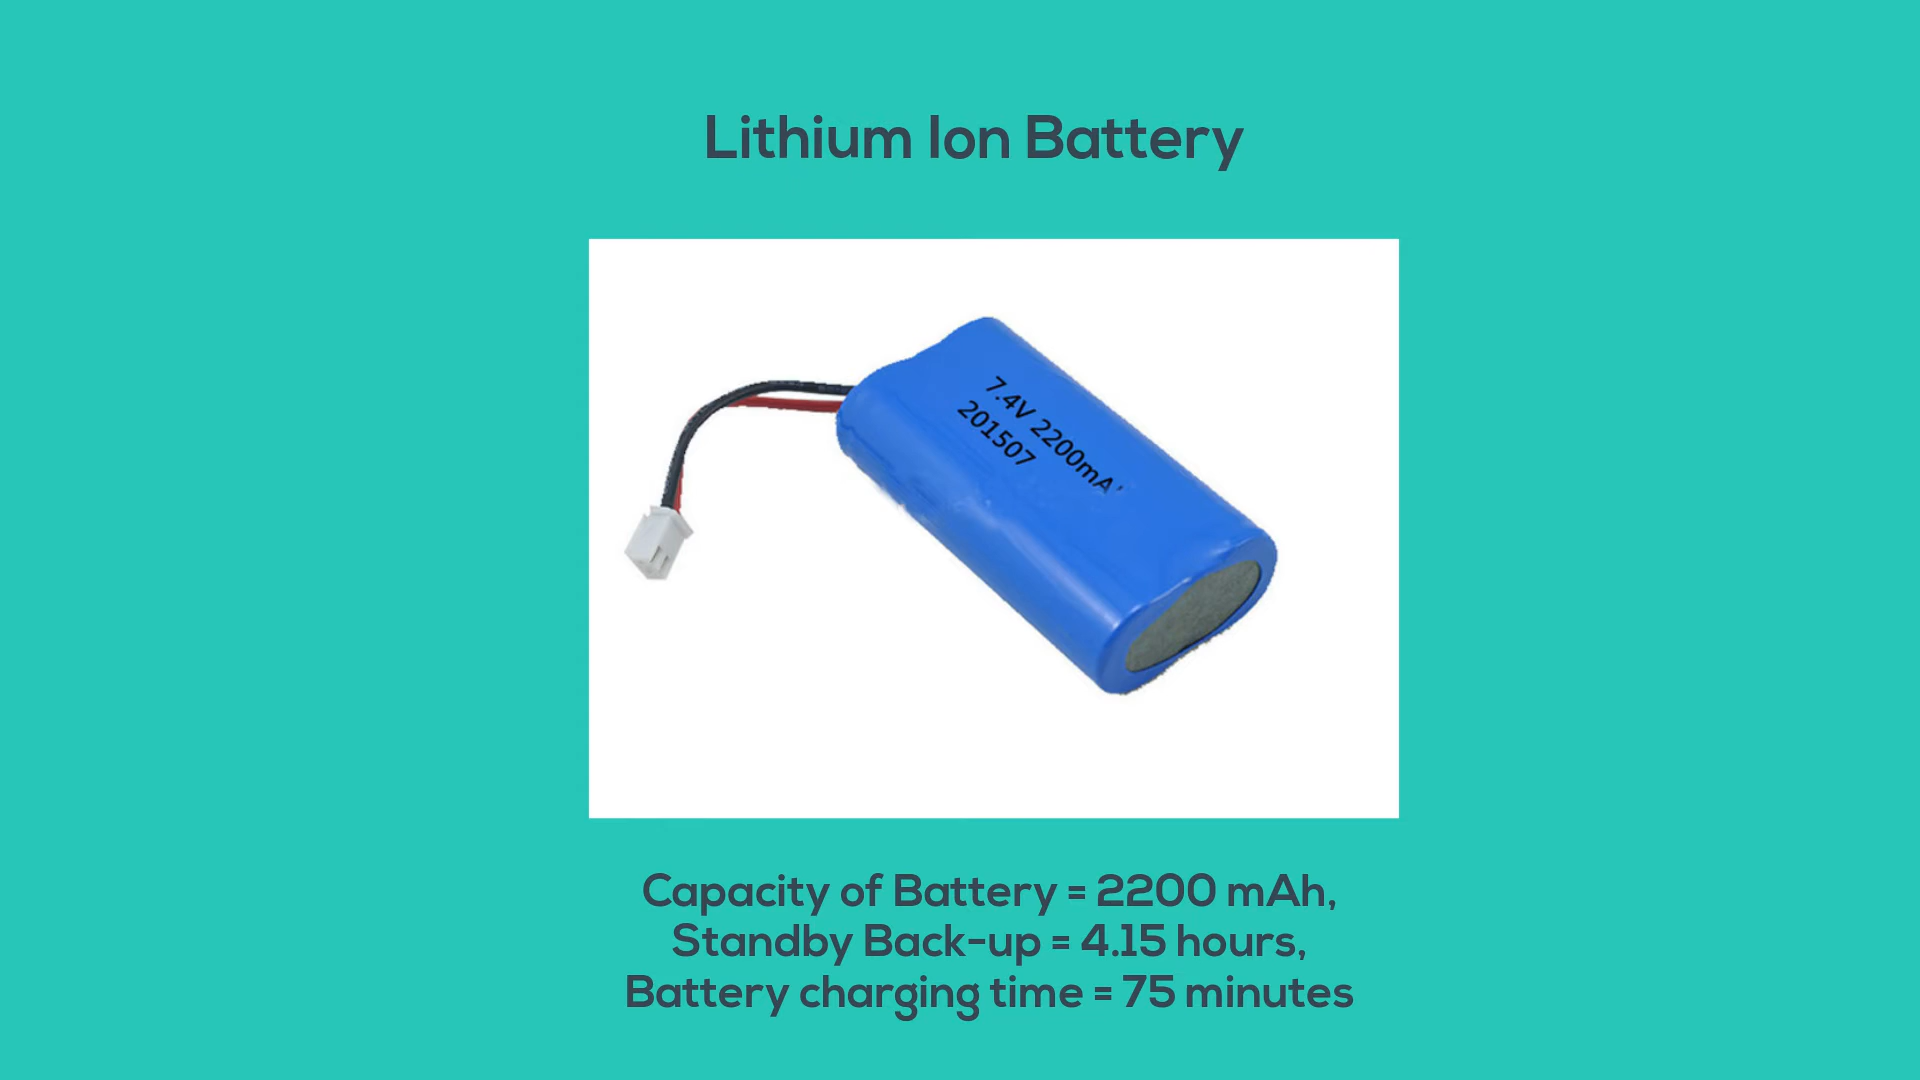 Lithium Ion Battery
7.4V 2200mA
201507
Capacity of Battery = 2200 mAh,
Standby Back-up = 4.15 hours,
Battery charging time = 75 minutes